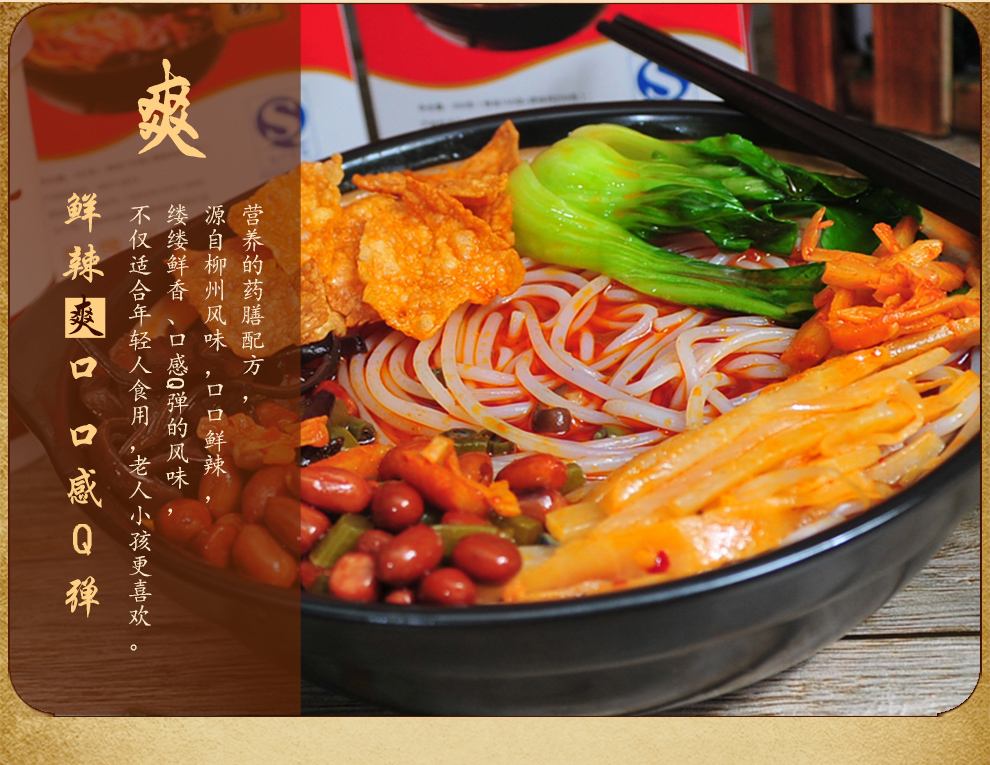 爽
鲜辣爽口 口感Q弹
营养的药膳配方,
源自柳州风味,口口鲜辣,
缕缕鲜香、口感Q弹的风味,
不仅适合年轻人食用,老人小孩更喜欢。